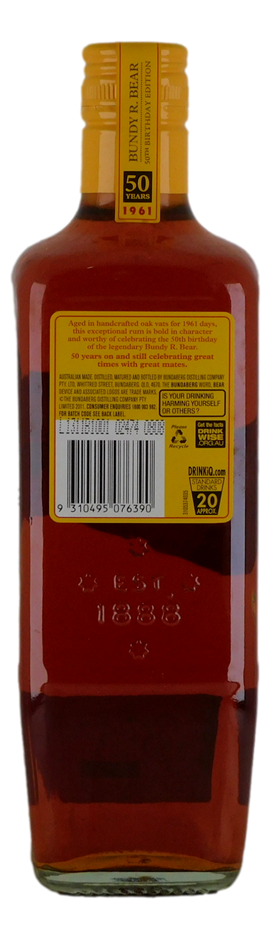 BUNDY R. BEAR
50TH BIRTHDAY EDITION
50
YEARS
1961
Aged in handcrafted oak vats for 1961 days,
this exceptional rum is bold in character
and worthy of celebrating the 50th birthday
of the legendary Bundy R. Bear.
50 years on and still celebrating great
times with great mates.
AUSTRALIAN MADE. DISTILLED, MATURED AND BOTTLED BY BUNDABERG DISTILLING COMPANY
PTY. LTD, WHITTRED STREET, BUNDABERG, QLD, 4670. THE BUNDABERG WORD, BEAR
DEVICE AND ASSOCIATED LOGOS ARE TRADE MARKS.
©THE BUNDABERG DISTILLING COMPANY PTY
LIMITED 2011. CONSUMER ENQUIRIES 1800
FOR BATCH CODE SEE BACK LABEL.
IS YOUR DRINKING
HARMING YOURSELF
OR OTHERS?
Please
Recycle
Get the facts
DRINK
WISE
.ORG.AU
DRINKiQ.com
STANDARD
DRINKS
20
APPROX.
9 310495 076390
EST.
1888